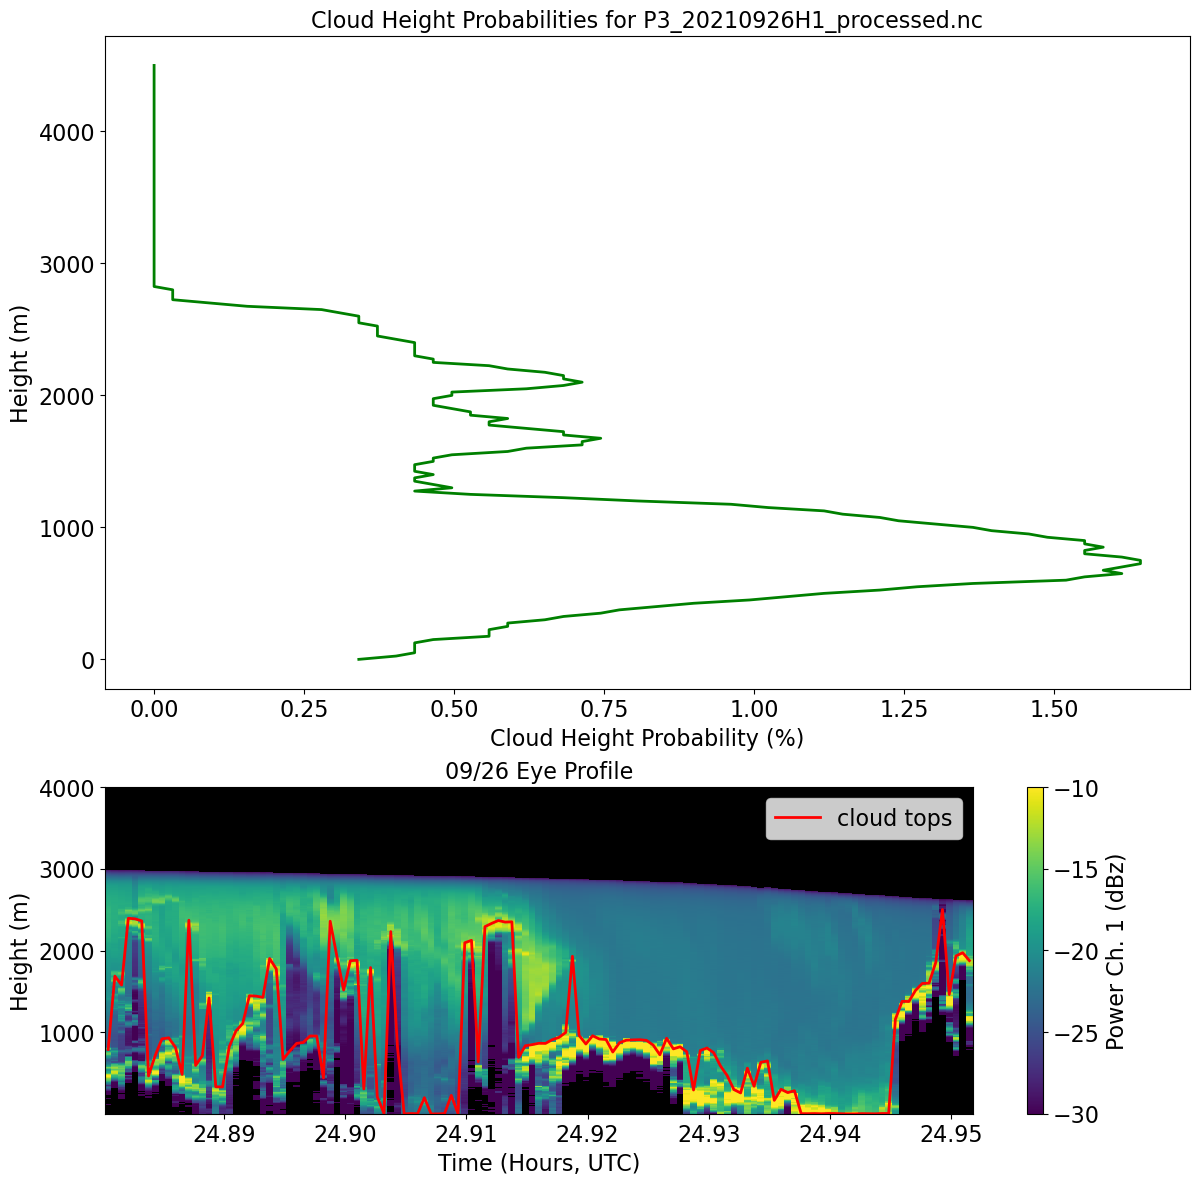 Cloud Height Probabilities for P3_20210926H1_processed.nc
4000
3000
2000
1000
0
Height (m)
0.00 0.25 0.50 0.75 1.00 1.25 1.50
Cloud Height Probability (%)
09/26 Eye Profile
4000
3000
2000
1000
Height (m)
cloud tops
24.89 24.90 24.91 24.92 24.93 24.94 24.95
Time (Hours, UTC)
−10
−15
−20
−25
−30
Power Ch. 1 (dBz)